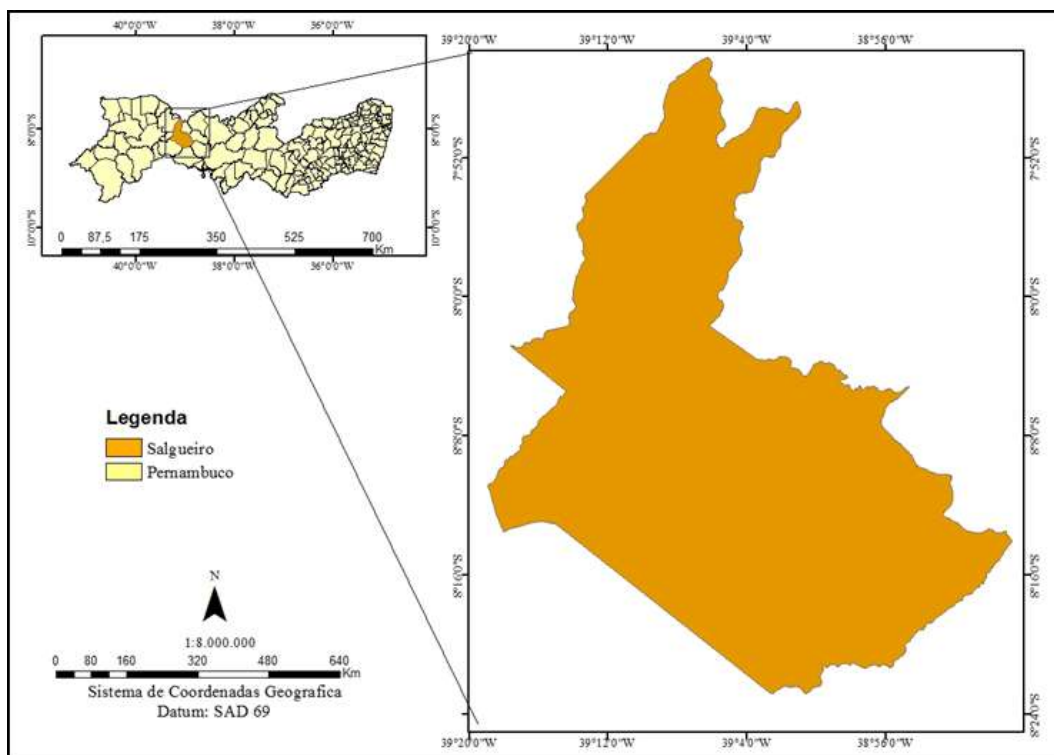 40°0'0"W 38°0'0"W 36°0'0"W
8°0'0"S 8°0'0"S
10°0'0"S 10°0'0"S
0 87,5 175 350 525 700
Km
40°0'0"W 38°0'0"W 36°0'0"W
39°20'0"W 39°12'0"W 39°4'0"W 38°56'0"W
7°52'0"S 7°52'0"S
8°0'0"S 8°0'0"S
8°8'0"S 8°8'0"S
8°16'0"S 8°16'0"S
8°24'0"S 8°24'0"S
39°20'0"W 39°12'0"W 39°4'0"W 38°56'0"W
Legenda
Salgueiro
Pernambuco
N
1:8.000.000
0 80 160 320 480 640
Km
Sistema de Coordenadas Geografica
Datum: SAD 69